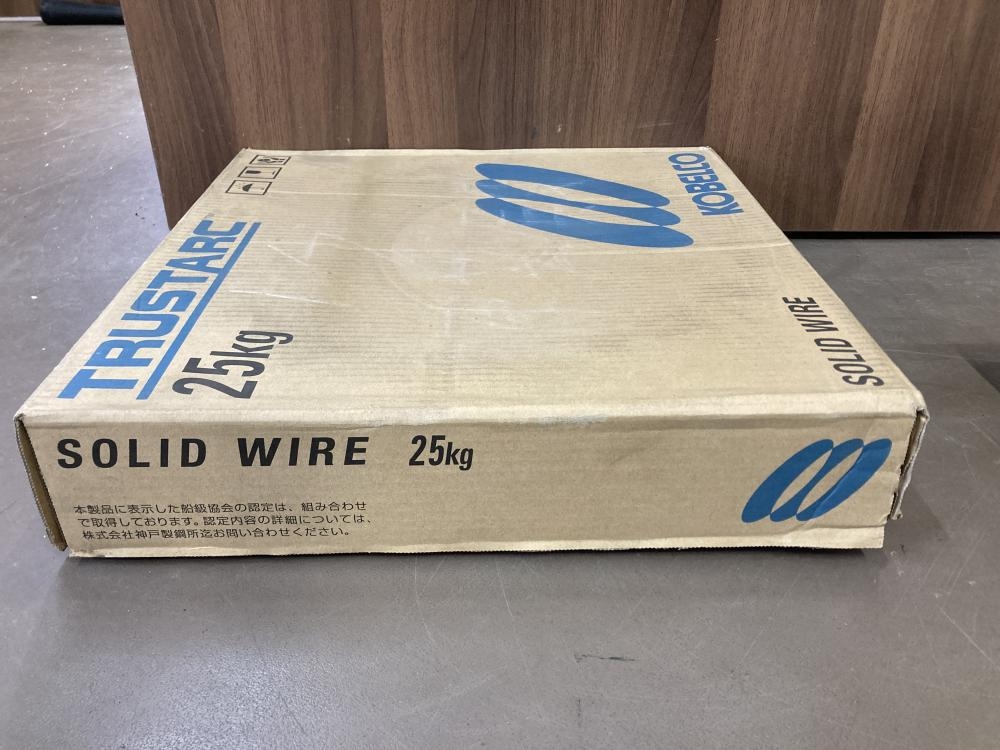 KOBELCO
TRUSTARC
25kg
SOLID WIRE
SOLID WIRE 25kg
本製品に表示した船級協会の認定は、組み合わせ
で取得しております。認定内容の詳細については、
株式会社神戸製鋼所迄お問い合わせください。